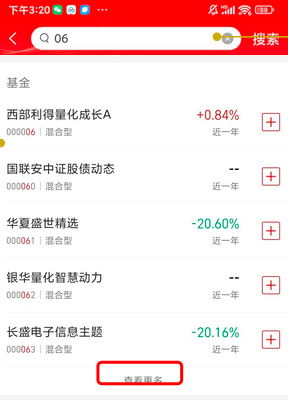 下午3:20
06
搜索
基金
西部利得量化成长A
+0.84%
000006 混合型
近一年
国联安中证股债动态
--
000060 混合型
近一年
华夏盛世精选
-20.60%
000061 混合型
近一年
银华量化智慧动力
--
000062 混合型
近一年
长盛电子信息主题
-20.16%
000063 混合型
近一年
查看更多